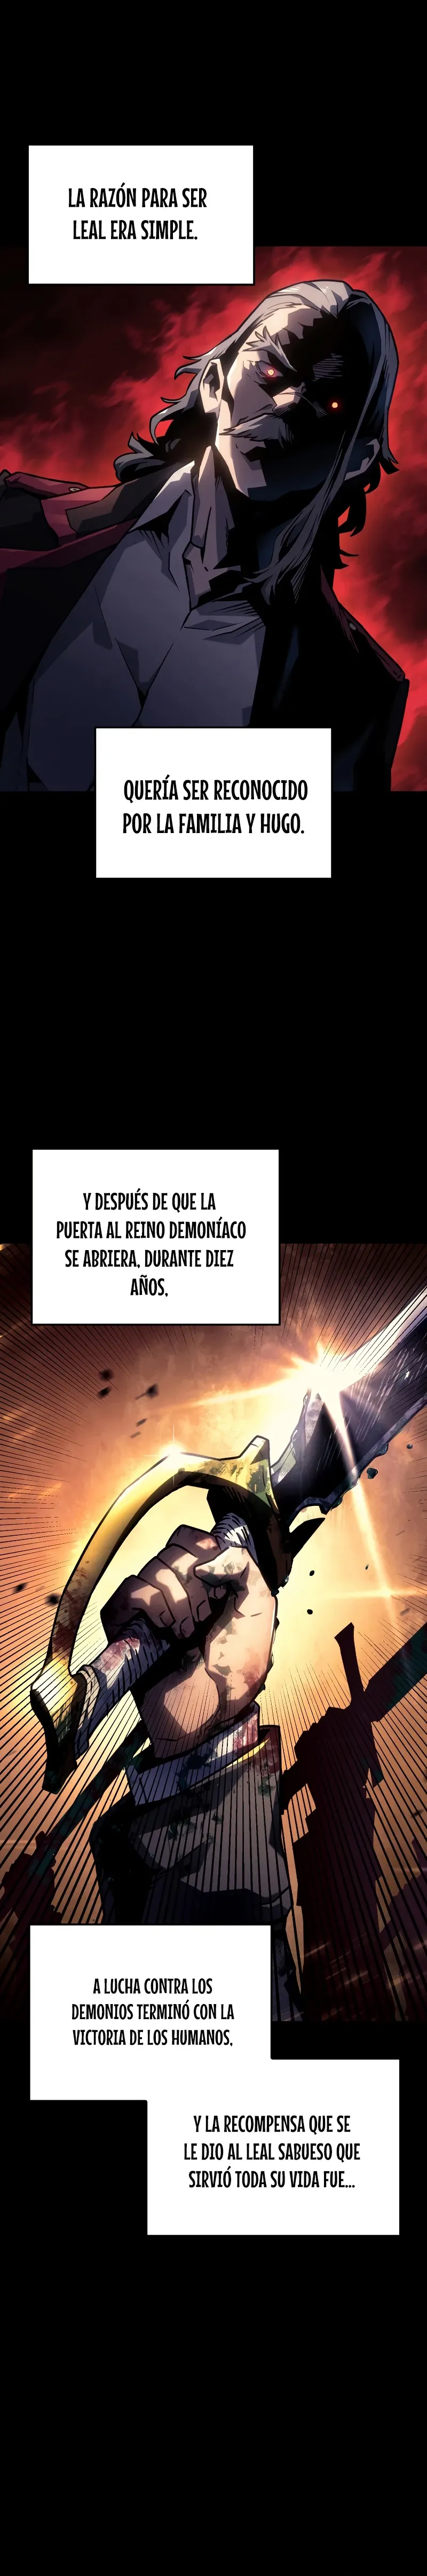 LA RAZÓN PARA SER
LEAL ERA SIMPLE.
QUERÍA SER RECONOCIDO
POR LA FAMILIA Y HUGO.
Y DESPUÉS DE QUE LA
PUERTA AL REINO DEMONÍACO
SE ABRIERA, DURANTE DIEZ
AÑOS,
A LUCHA CONTRA LOS
DEMONIOS TERMINÓ CON LA
VICTORIA DE LOS HUMANOS,
Y LA RECOMPENSA QUE SE
LE DIO AL LEAL SABUESO QUE
SIRVIÓ TODA SU VIDA FUE...